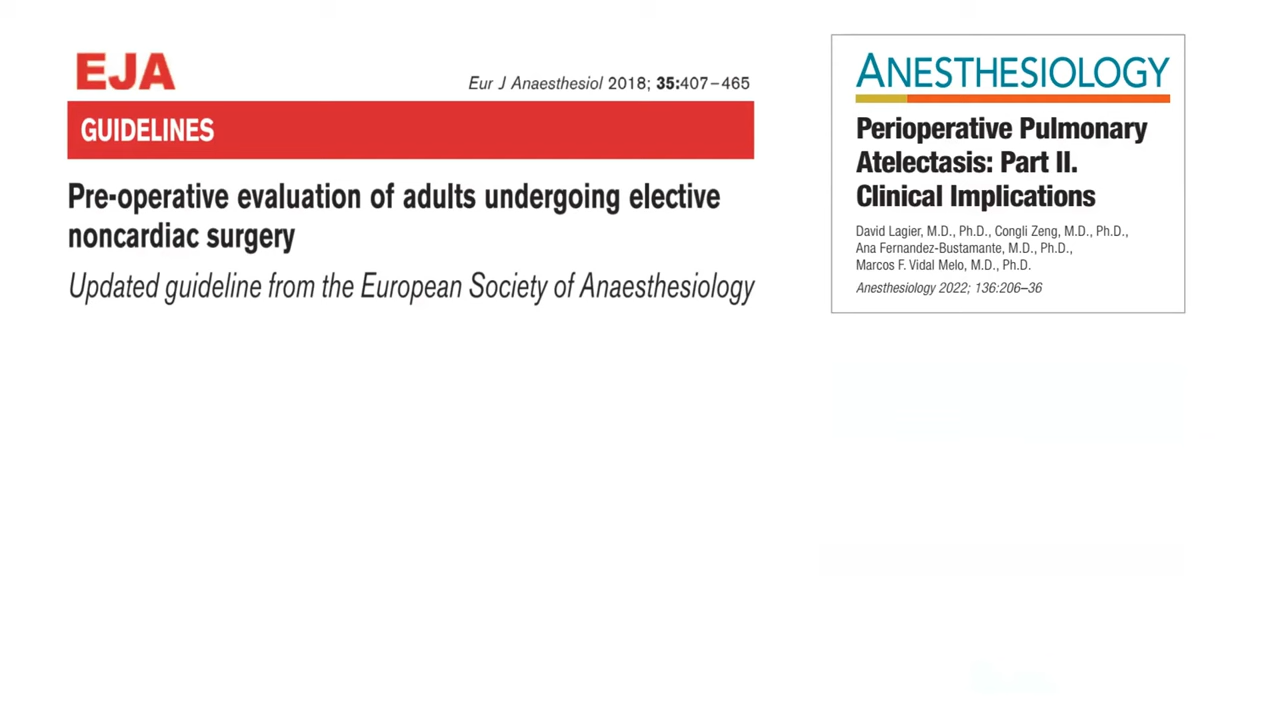 EJA
Eur J Anaesthesiol 2018; 35:407–465
GUIDELINES
Pre-operative evaluation of adults undergoing elective
noncardiac surgery
Updated guideline from the European Society of Anaesthesiology
ANESTHESIOLOGY
Perioperative Pulmonary
Atelectasis: Part II.
Clinical Implications
David Lagier, M.D., Ph.D., Congli Zeng, M.D., Ph.D.,
Ana Fernandez-Bustamante, M.D., Ph.D.,
Marcos F. Vidal Melo, M.D., Ph.D.
Anesthesiology 2022; 136:206–36